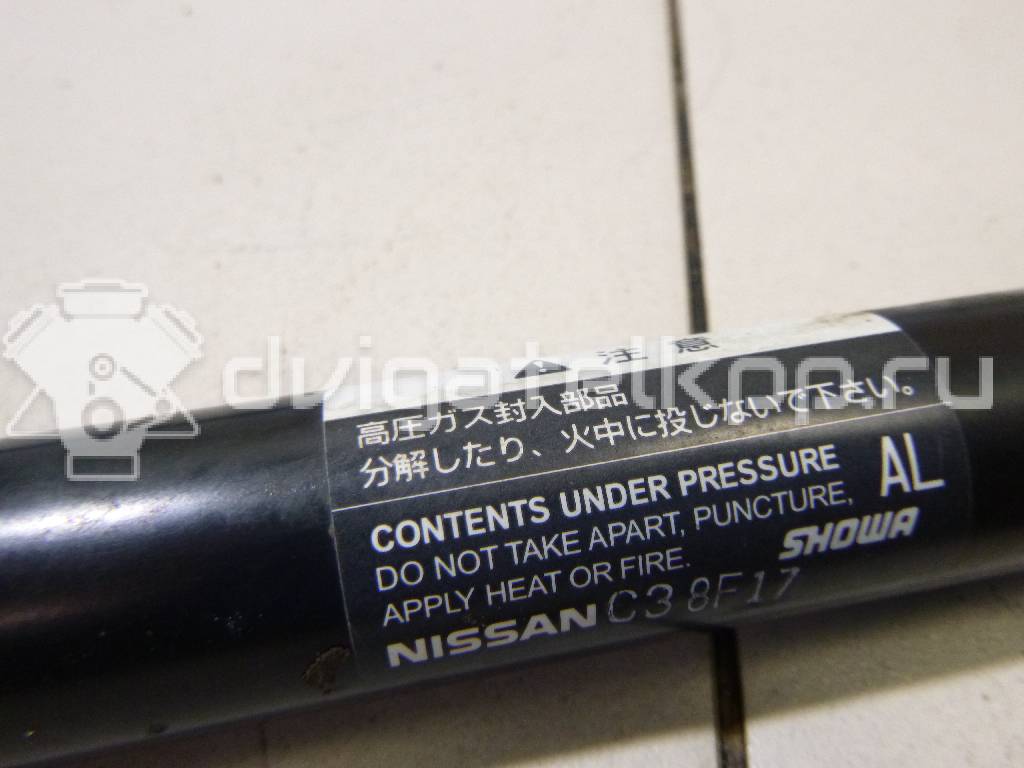 注 意
高圧ガス封入部品
分解したり、火中に投じないで下さい。
CONTENTS UNDER PRESSURE
DO NOT TAKE APART, PUNCTURE,
APPLY HEAT OR FIRE.
AL
SHOWA
NISSAN C3 8F17
dvigatelknp.ru